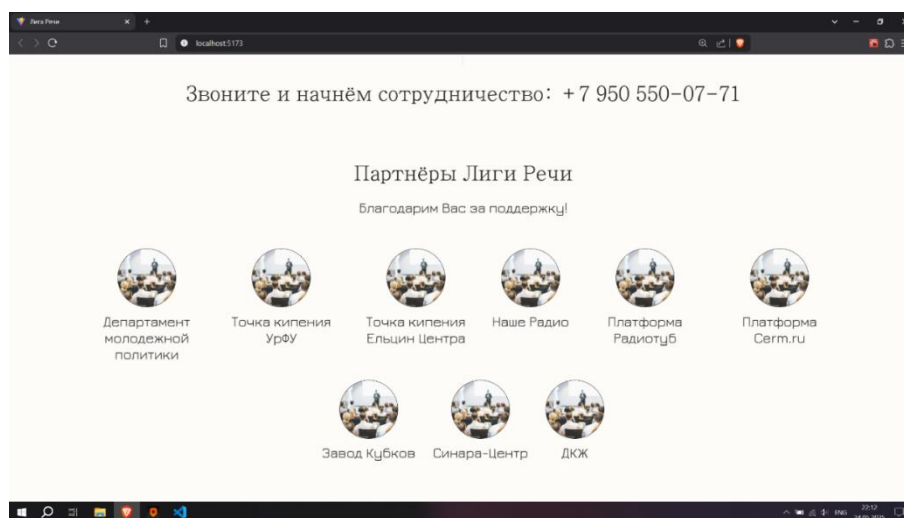 Лига Речи
localhost:5173
Звоните и начнём сотрудничество: +7 950 550-07-71
Партнёры Лиги Речи
Благодарим Вас за поддержку!
Департамент
молодежной
политики
Точка кипения
УрФУ
Точка кипения
Ельцин Центра
Наше Радио
Платформа
Радиотуб
Платформа
Cerm.ru
Завод Кубков
Синара-Центр
ДКЖ
ENG
22:12